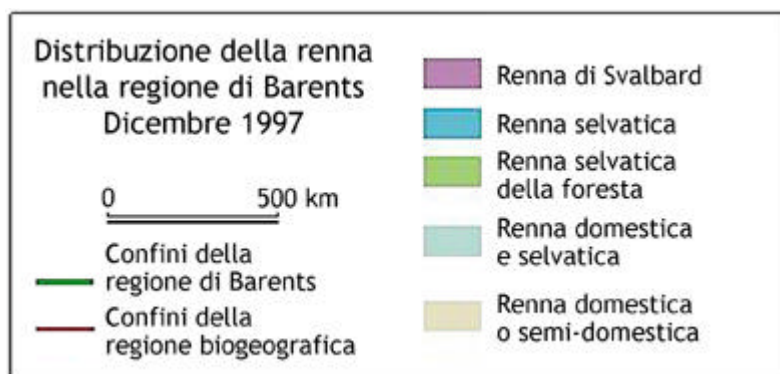 Distribuzione della renna
nella regione di Barents
Dicembre 1997
0 500 km
Confini della
regione di Barents
Confini della
regione biogeografica
Renna di Svalbard
Renna selvatica
Renna selvatica
della foresta
Renna domestica
e selvatica
Renna domestica
o semi-domestica